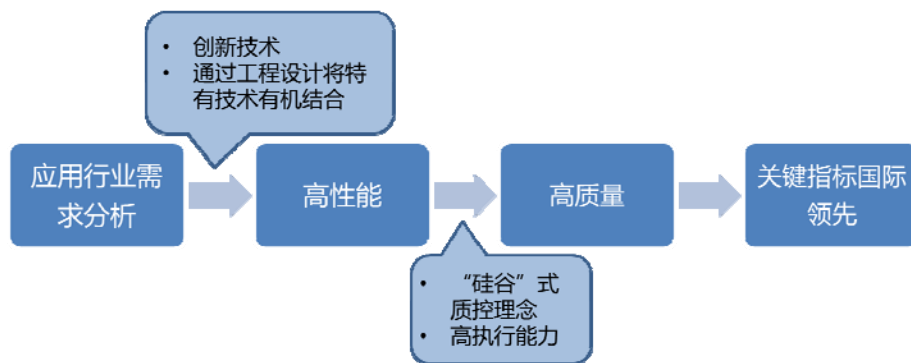 • 创新技术
• 通过工程设计将特
有技术有机结合
应用行业需
求分析
高性能
高质量
关键指标国际
领先
• “硅谷”式
质控理念
• 高执行能力